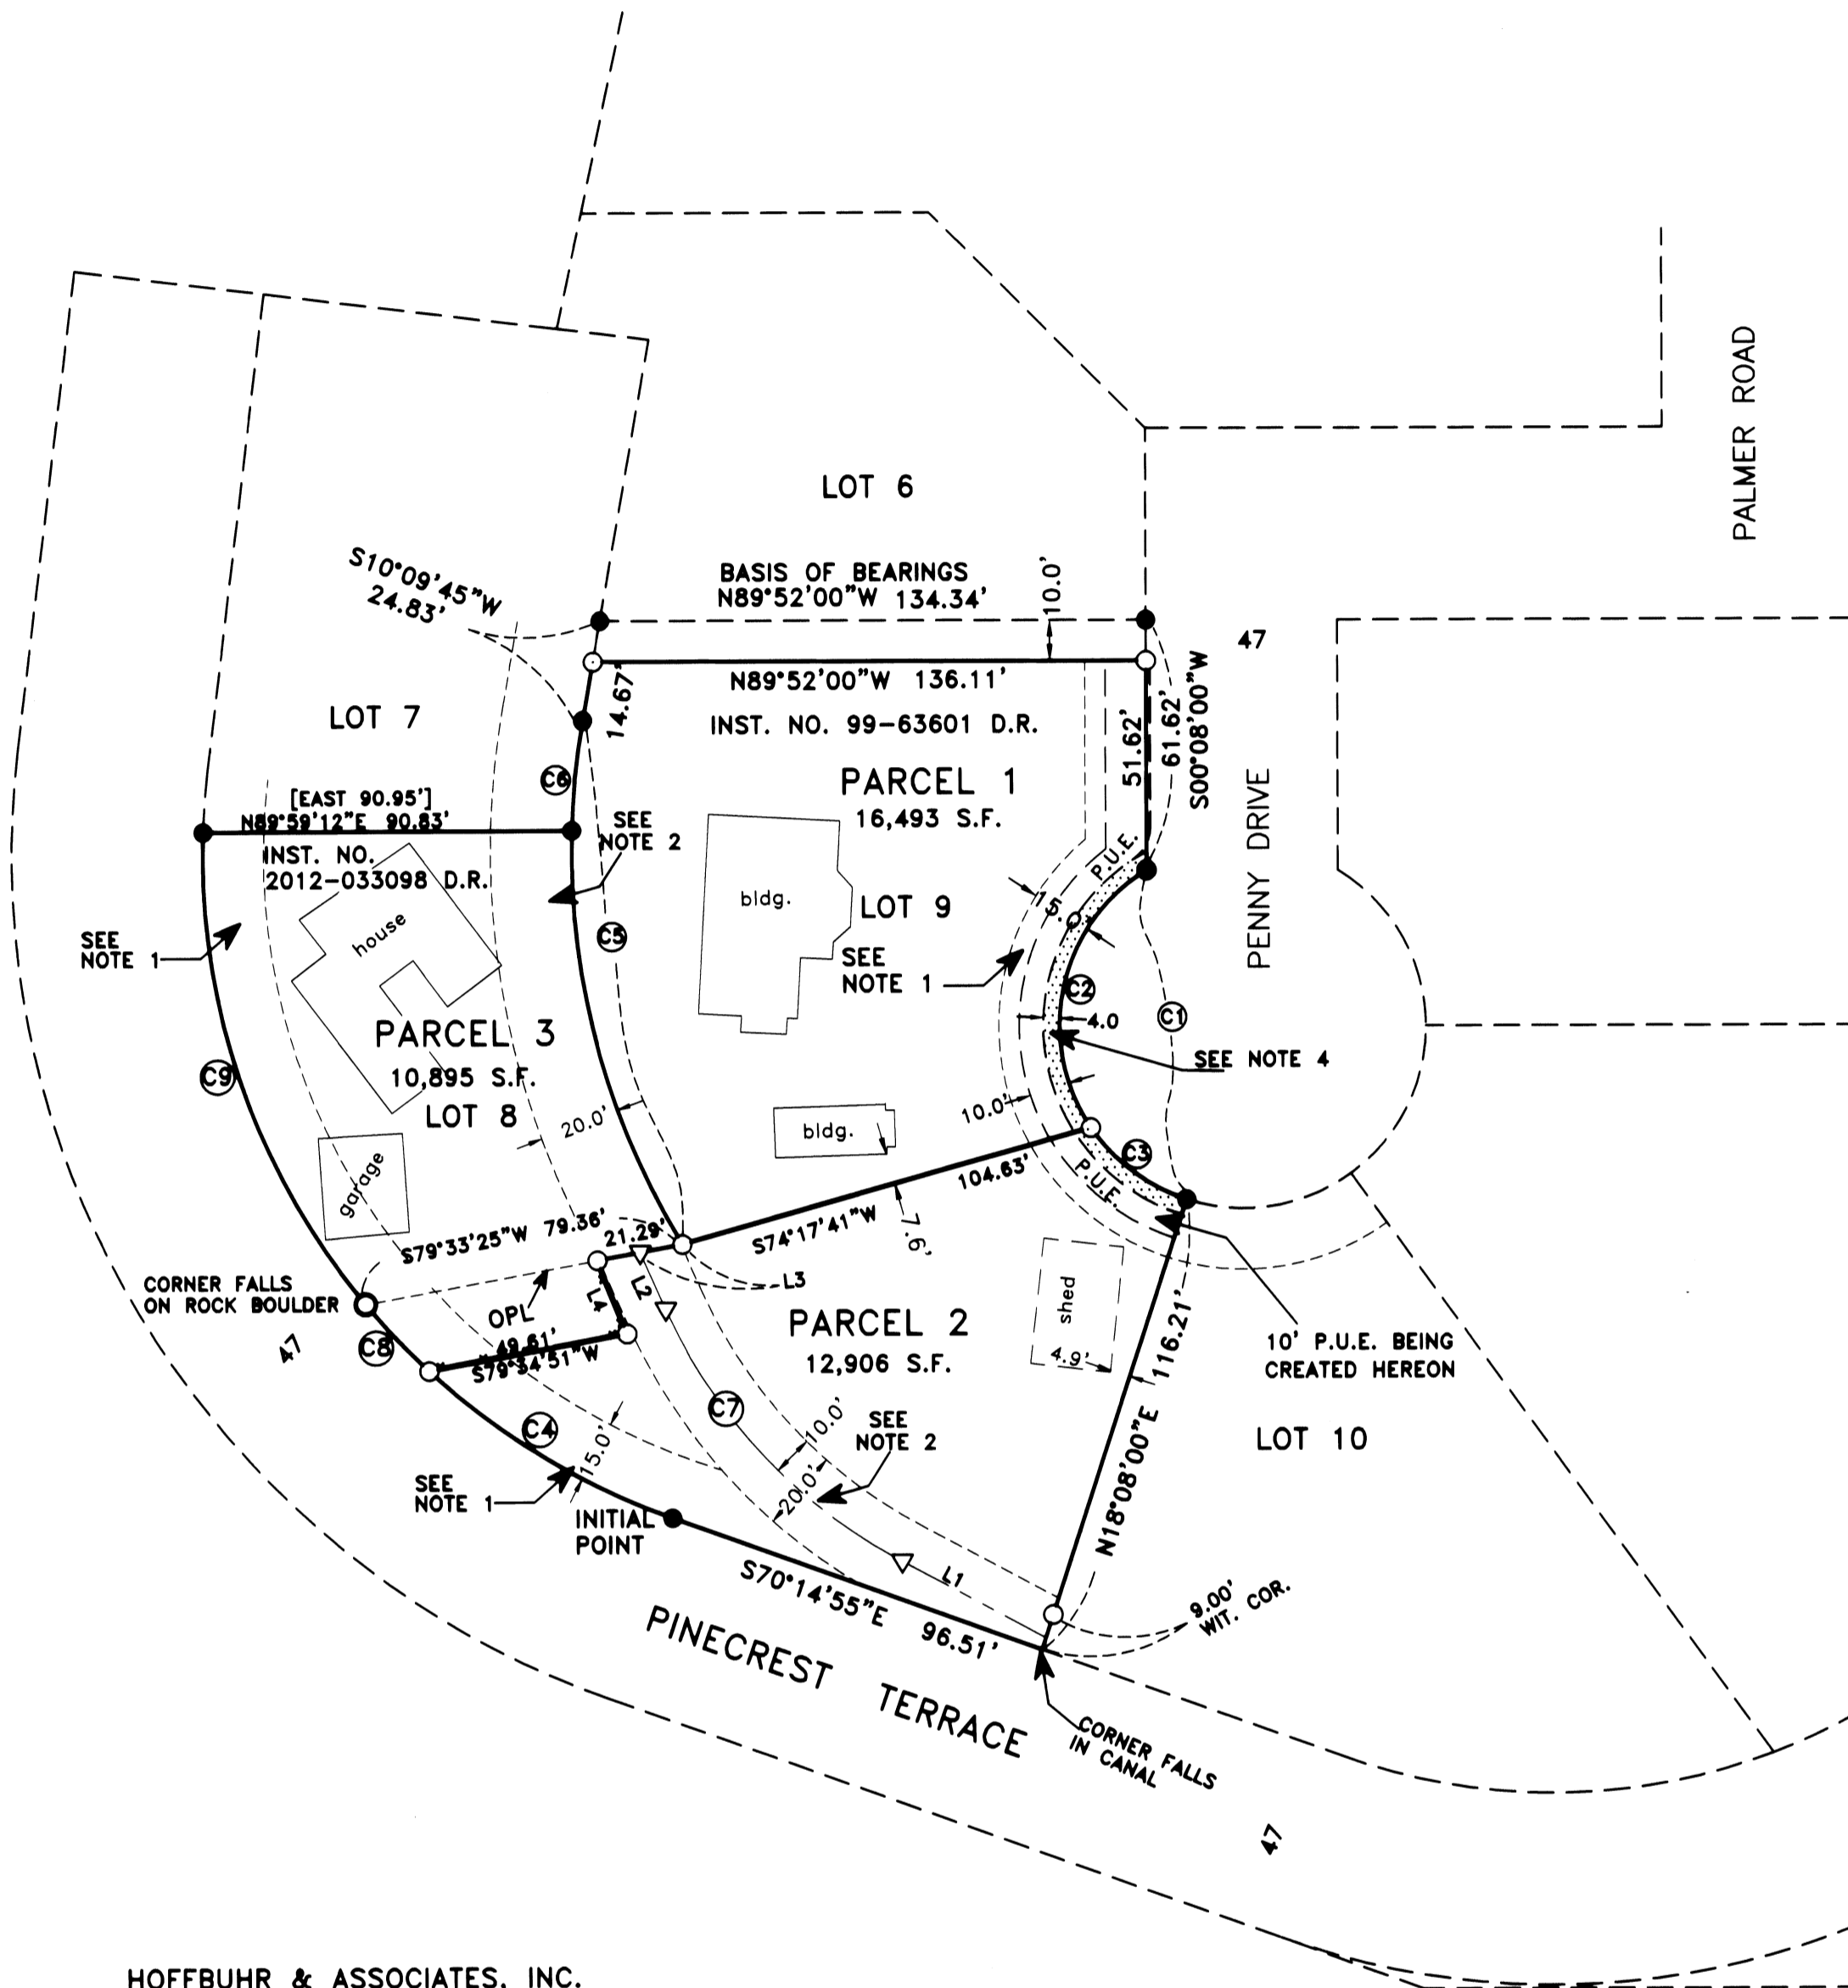 PALMER ROAD
LOT 6
S10°09'45"W
24.83'
BASIS OF BEARINGS
N89°52'00"W 134.34'
10.0'
47
N89°52'00"W 136.11'
14.67'
INST. NO. 99-63601 D.R.
51.62'
61.62'
S00°08'00"W
PENNY DRIVE
LOT 7
C6
PARCEL 1
16,493 S.F.
[EAST 90.95']
N89°59'12"E 90.83'
SEE
NOTE 2
INST. NO.
2012-033098 D.R.
P.U.E.
bldg.
LOT 9
15.0
house
C5
SEE
NOTE 1
SEE
NOTE 1
C2
4.0
C1
PARCEL 3
10,895 S.F.
LOT 8
SEE NOTE 4
C9
20.0'
10.0'
bldg.
C3
garage
104.63'
P.U.E.
S79°33'25"W 79.36'
21.29'
S74°17'41"W
7.6'
L3
CORNER FALLS
ON ROCK BOULDER
L4
L2
OPL
PARCEL 2
12,906 S.F.
shed
4.9'
116.21'
10' P.U.E. BEING
CREATED HEREON
47
C8
49.61'
S79°34'51"W
C7
10.0'
SEE
NOTE 2
LOT 10
C4
15.0'
20.0'
SEE
NOTE 1
INITIAL
POINT
N18°08'00"E
L1
S70°14'55"E 96.51'
9.00'
WIT. COR.
PINECREST TERRACE
CORNER FALLS
IN CANAL
47
HOFFBUHR & ASSOCIATES, INC.